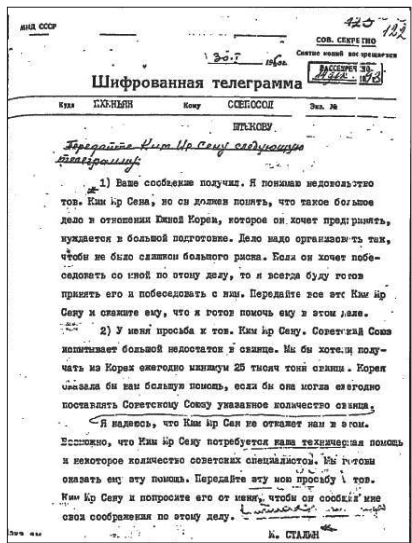 МИД СССР
СОВ. СЕКРЕТНО
Снятие копий воспрещается
РАССЕКРЕЧЕНО
30.I
Шифрованная телеграмма
Куда ПХЕНЬЯН Кому СОВПОСОЛ Экз. №
ШТЫКОВУ
Передайте Ким Ир Сену следующую
телеграмму:
1) Ваше сообщение получил. Я понимаю недовольство
тов. Ким Ир Сена, но он должен понять, что такое большое
дело в отношении Южной Кореи, которое он хочет предпринять,
нуждается в большой подготовке. Дело надо организовать так,
чтобы не было слишком большого риска. Если он хочет побе-
седовать со мной по этому делу, то я всегда буду готов
принять его и побеседовать с ним. Передайте все это Ким Ир
Сену и скажите ему, что я готов помочь ему в этом деле.
2) У меня просьба к тов. Ким Ир Сену. Советский Союз
испытывает большой недостаток в свинце. Мы бы хотели полу-
чать из Кореи ежегодно минимум 25 тысяч тонн свинца. Корея
оказала бы нам большую помощь, если бы она могла ежегодно
поставлять Советскому Союзу указанное количество свинца.
Я надеюсь, что Ким Ир Сен не откажет нам в этом.
Возможно, что Ким Ир Сену потребуется наша техническая помощь
и некоторое количество советских специалистов. Мы готовы
оказать ему эту помощь. Передайте эту мою просьбу тов.
Ким Ир Сену и попросите его от меня, чтобы он сообщил мне
свои соображения по этому делу.
И. СТАЛИН